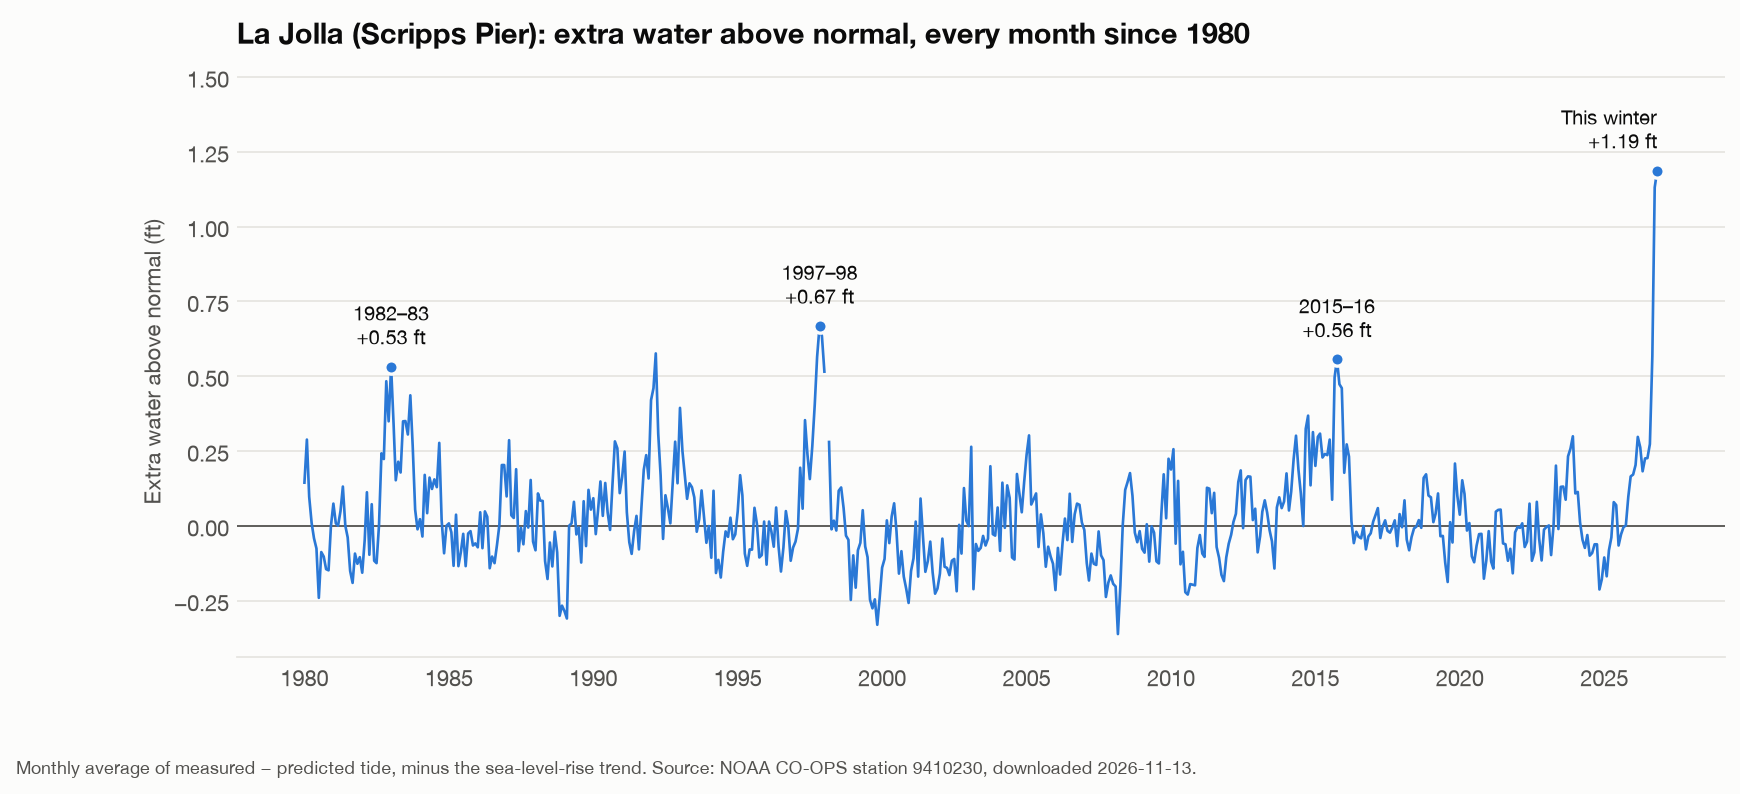 La Jolla (Scripps Pier): extra water above normal, every month since 1980
1.50
1.25
1.00
0.75
0.50
0.25
0.00
−0.25
Extra water above normal (ft)
1982–83
+0.53 ft
1997–98
+0.67 ft
2015–16
+0.56 ft
This winter
+1.19 ft
1980 1985 1990 1995 2000 2005 2010 2015 2020 2025
Monthly average of measured − predicted tide, minus the sea-level-rise trend. Source: NOAA CO-OPS station 9410230, downloaded 2026-11-13.